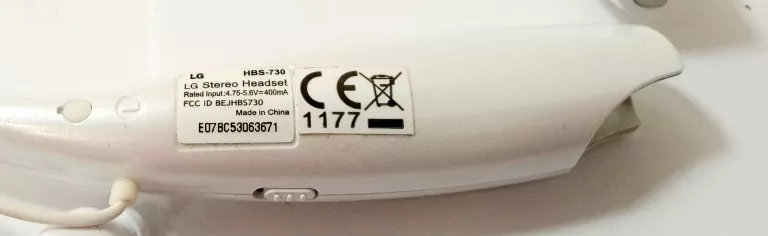 LG HBS-730
LG Stereo Headset
Rated Input:4.75-5.6V⎓400mA
FCC ID BEJHBS730
Made in China
E07BC53063671
CE
1177